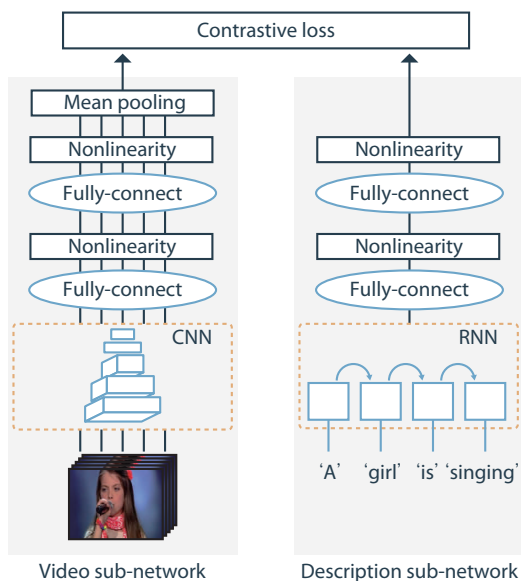 Contrastive loss
Mean pooling
Nonlinearity
Fully-connect
Nonlinearity
Fully-connect
CNN
Video sub-network
Nonlinearity
Fully-connect
Nonlinearity
Fully-connect
RNN
‘A’ ‘girl’ ‘is’ ‘singing’
Description sub-network